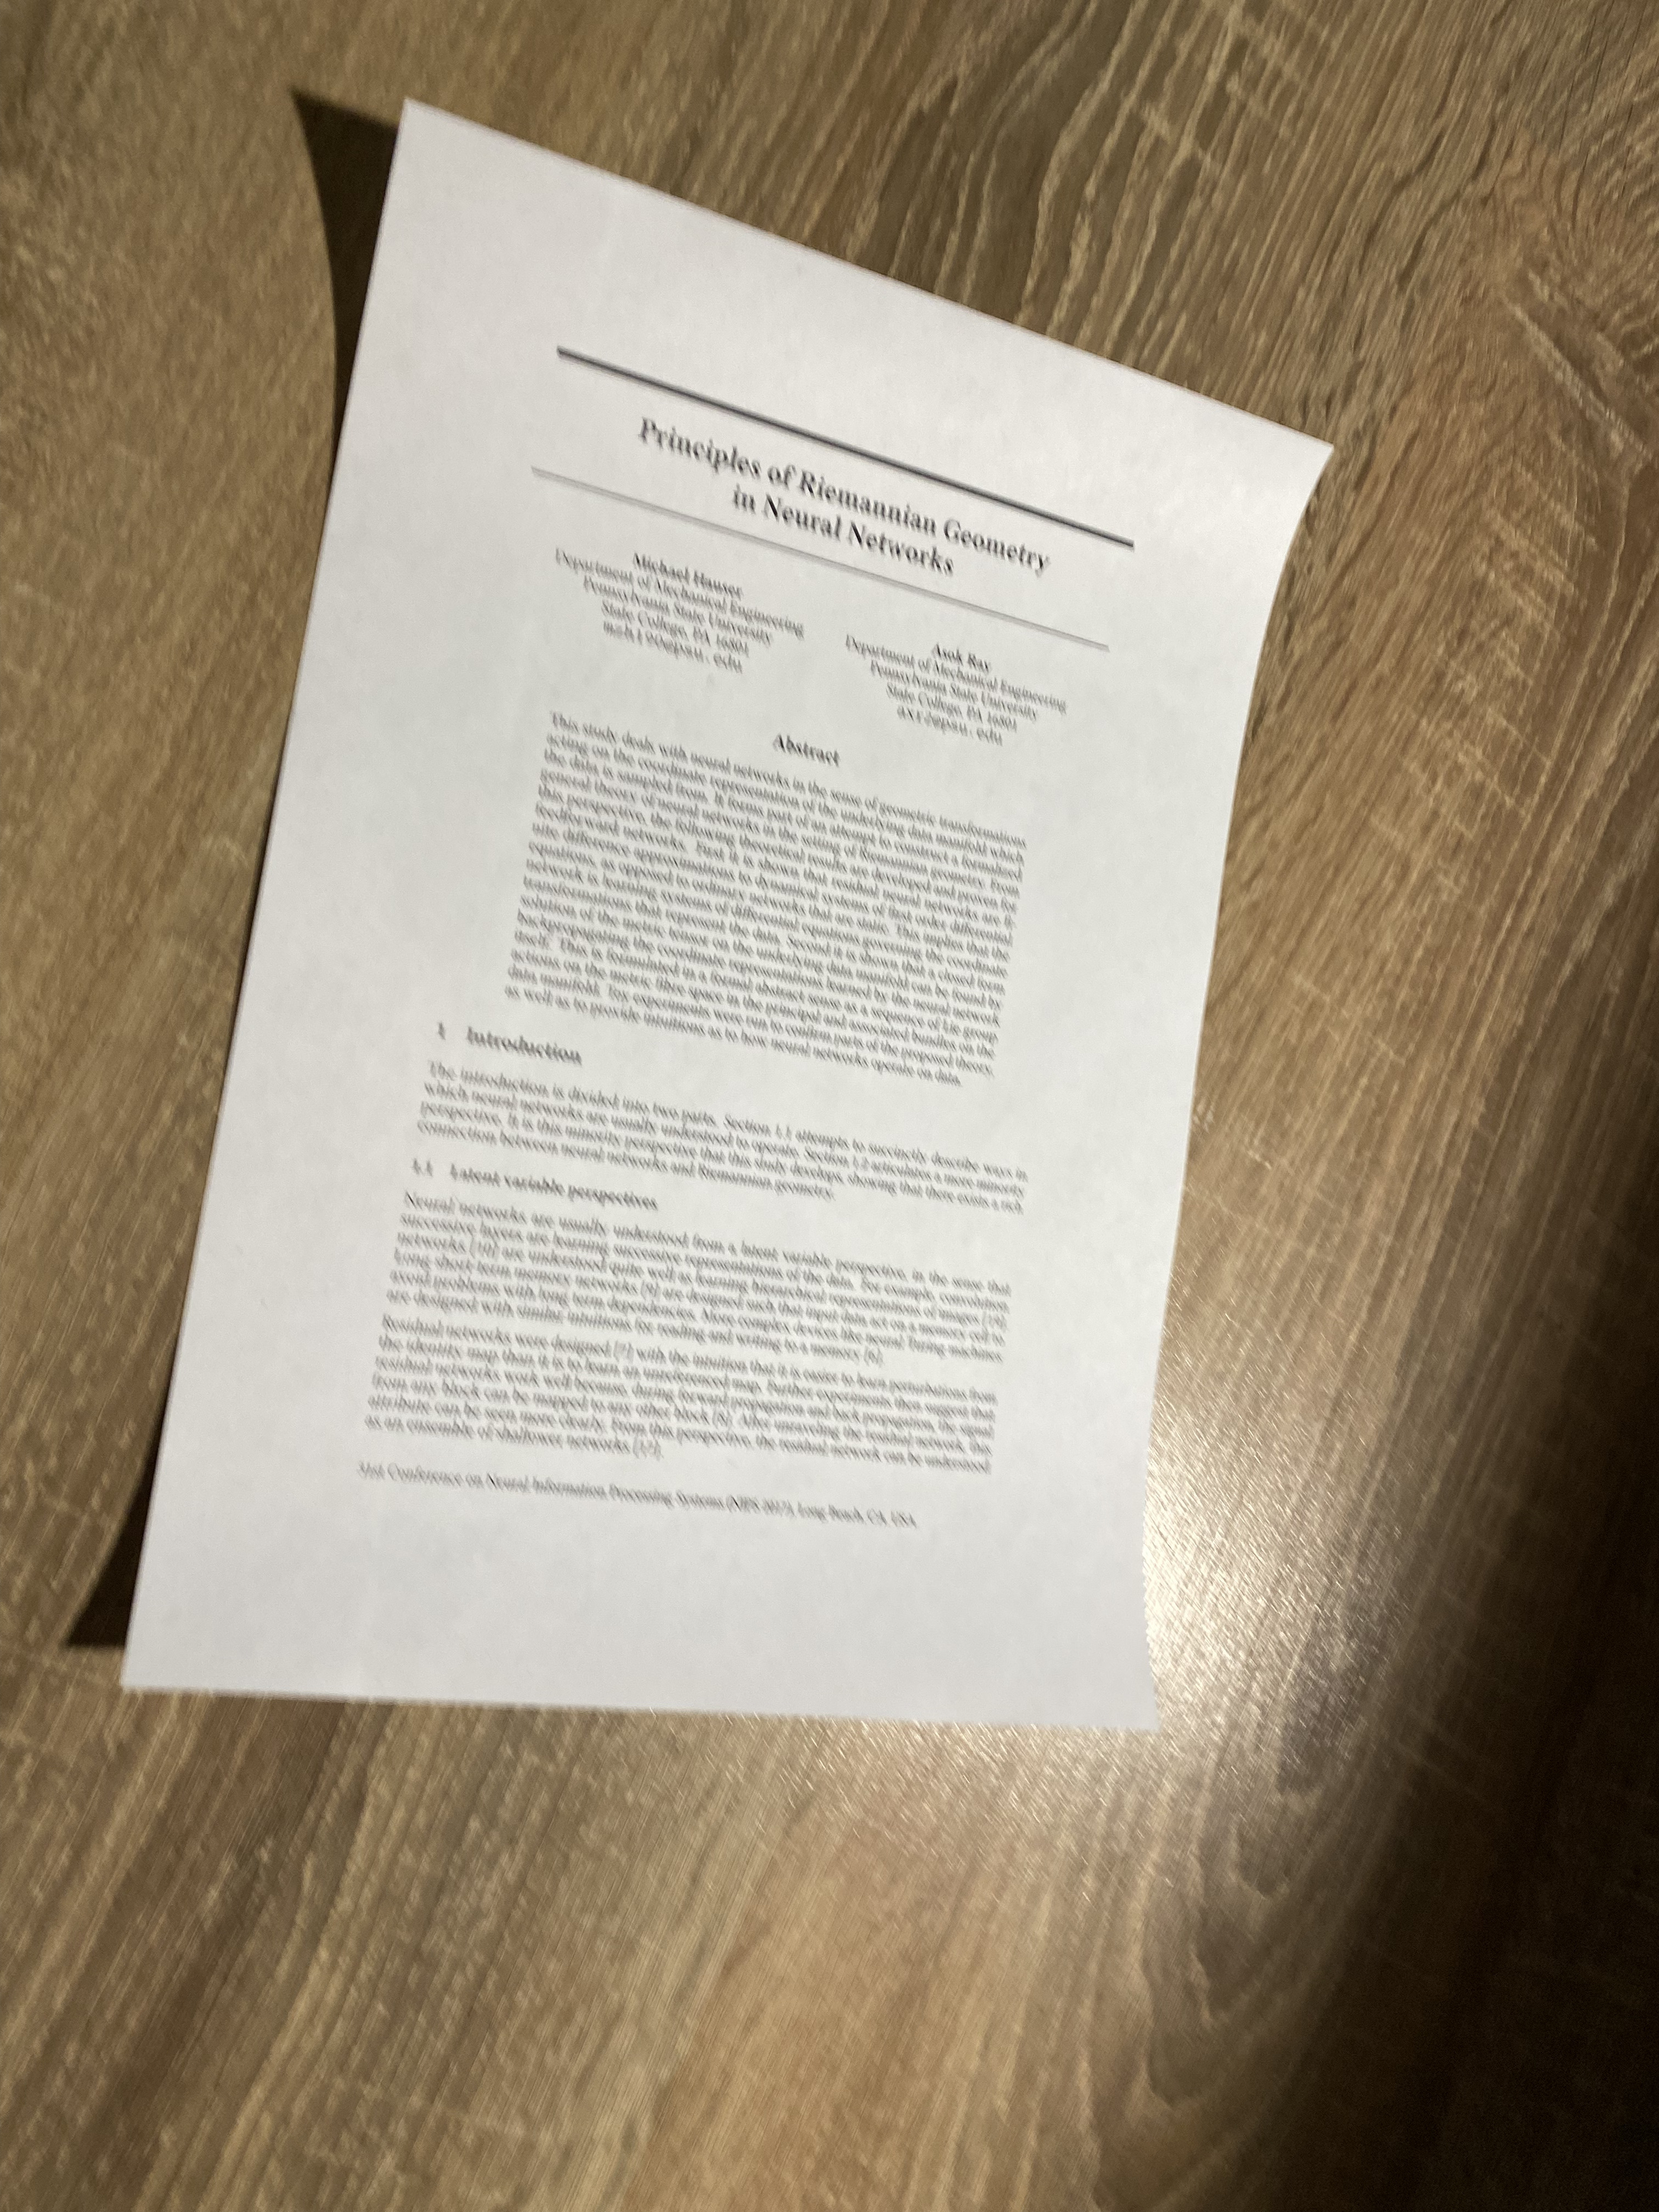 Principles of Riemannian Geometry
in Neural Networks
Michael Hauser
Department of Mechanical Engineering
Pennsylvania State University
State College, PA 16801
mzh190@psu.edu
Asok Ray
Department of Mechanical Engineering
Pennsylvania State University
State College, PA 16801
axr2@psu.edu
Abstract
This study deals with neural networks in the sense of geometric transformations
acting on the coordinate representation of the underlying data manifold which
the data is sampled from. It forms part of an attempt to construct a formalized
general theory of neural networks in the setting of Riemannian geometry. From
this perspective, the following theoretical results are developed and proven for
feedforward networks. First it is shown that residual neural networks are fi-
nite difference approximations to dynamical systems of first order differential
equations, as opposed to ordinary networks that are static. This implies that the
network is learning systems of differential equations governing the coordinate
transformations that represent the data. Second it is shown that a closed form
solution of the metric tensor on the underlying data manifold can be found by
backpropagating the coordinate representations learned by the neural network
itself. This is formulated in a formal abstract sense as a sequence of Lie group
actions on the metric fibre space in the principal and associated bundles on the
data manifold. Toy experiments were run to confirm parts of the proposed theory,
as well as to provide intuitions as to how neural networks operate on data.
1 Introduction
The introduction is divided into two parts. Section 1.1 attempts to succinctly describe ways in
which neural networks are usually understood to operate. Section 1.2 articulates a more minority
perspective. It is this minority perspective that this study develops, showing that there exists a rich
connection between neural networks and Riemannian geometry.
1.1 Latent variable perspectives
Neural networks are usually understood from a latent variable perspective, in the sense that
successive layers are learning successive representations of the data. For example, convolution
networks [10] are understood quite well as learning hierarchical representations of images [19].
Long short-term memory networks [9] are designed such that input data act on a memory cell to
avoid problems with long term dependencies. More complex devices like neural Turing machines
are designed with similar intuitions for reading and writing to a memory [6].
Residual networks were designed [7] with the intuition that it is easier to learn perturbations from
the identity map than it is to learn an unreferenced map. Further experiments then suggest that
residual networks work well because, during forward propagation and back propagation, the signal
from any block can be mapped to any other block [8]. After unraveling the residual network, this
attribute can be seen more clearly. From this perspective, the residual network can be understood
as an ensemble of shallower networks [17].
31st Conference on Neural Information Processing Systems (NIPS 2017), Long Beach, CA, USA.